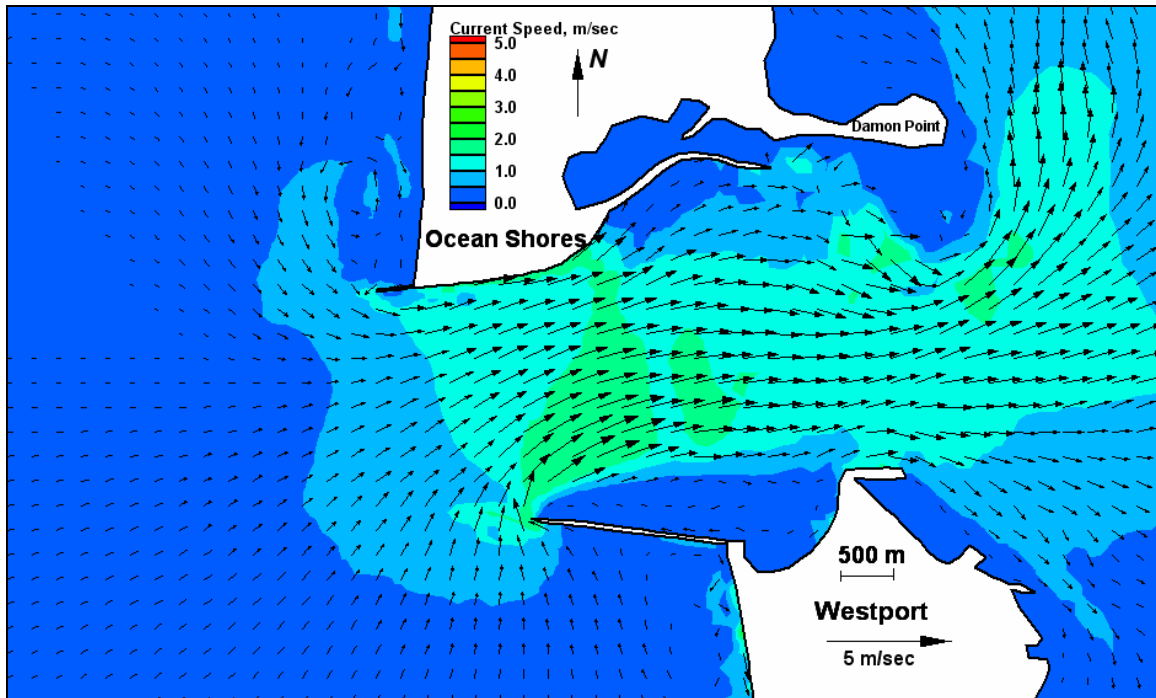 Current Speed, m/sec
5.0
4.0
3.0
2.0
1.0
0.0
N
Damon Point
Ocean Shores
500 m
Westport
5 m/sec